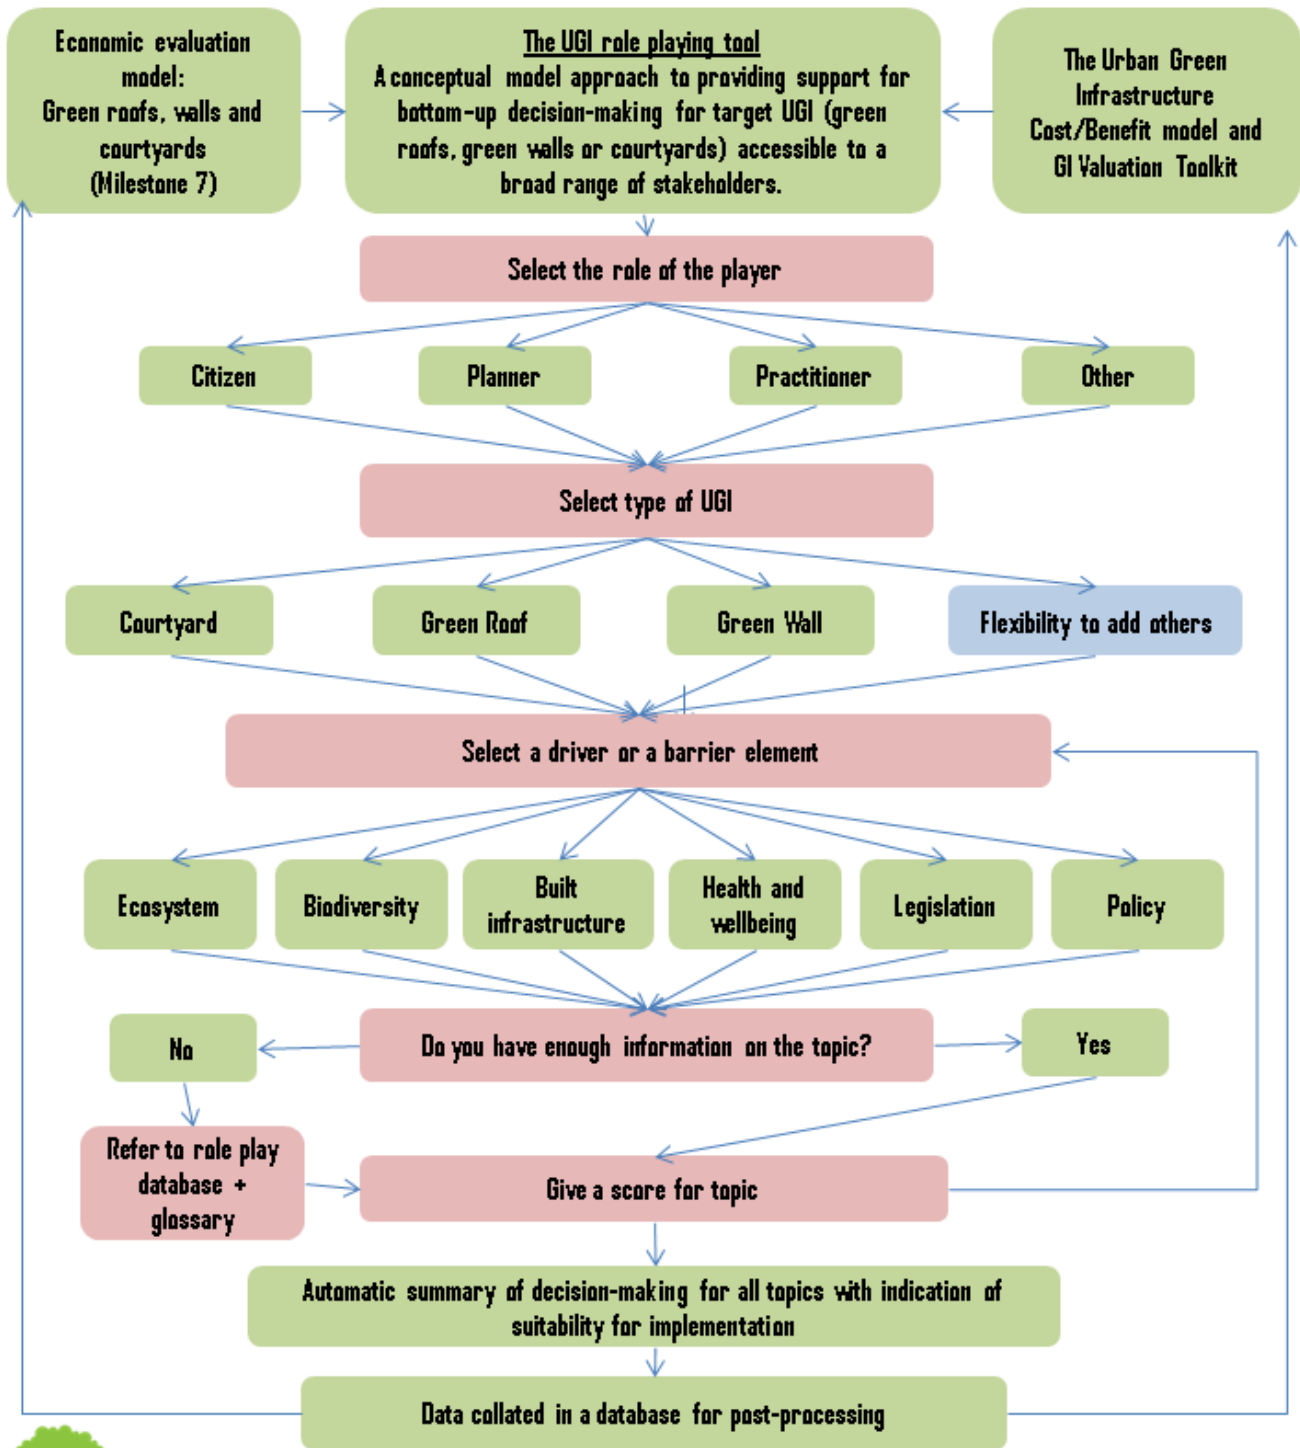 Economic evaluation
model:
Green roofs, walls and
courtyards
(Milestone 7)
The UGI role playing tool
A conceptual model approach to providing support for
bottom-up decision-making for target UGI (green
roofs, green walls or courtyards) accessible to a
broad range of stakeholders.
The Urban Green
Infrastructure
Cost/Benefit model and
GI Valuation Toolkit
Select the role of the player
Citizen
Planner
Practitioner
Other
Select type of UGI
Courtyard
Green Roof
Green Wall
Flexibility to add others
Select a driver or a barrier element
Ecosystem
Biodiversity
Built
infrastructure
Health and
wellbeing
Legislation
Policy
No
Do you have enough information on the topic?
Yes
Refer to role play
database +
glossary
Give a score for topic
Automatic summary of decision-making for all topics with indication of
suitability for implementation
Data collated in a database for post-processing